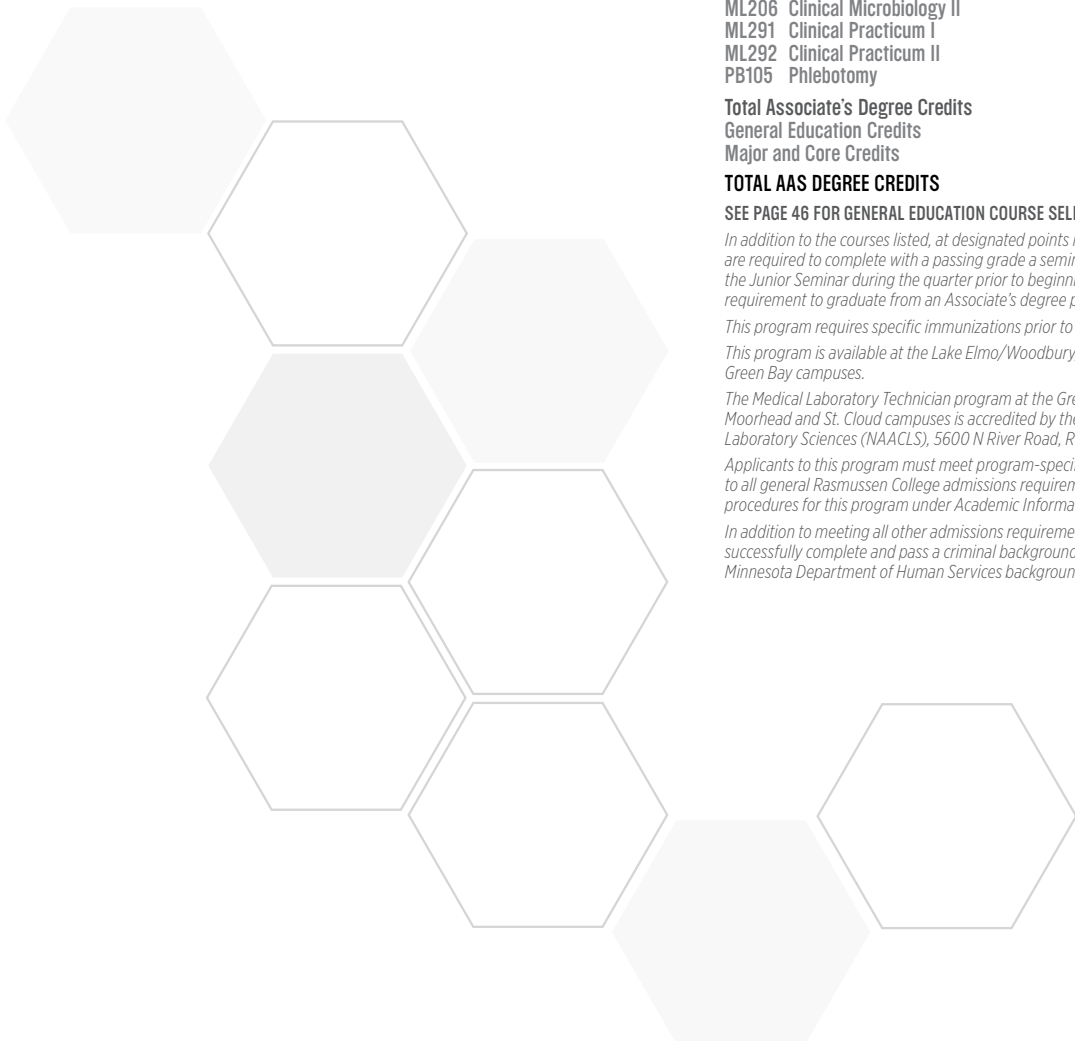 ML206 Clinical Microbiology II
ML291 Clinical Practicum I
ML292 Clinical Practicum II
PB105 Phlebotomy
Total Associate's Degree Credits
General Education Credits
Major and Core Credits
TOTAL AAS DEGREE CREDITS
SEE PAGE 46 FOR GENERAL EDUCATION COURSE
In addition to the courses listed, at designated points
are required to complete with a passing grade a
the Junior Seminar during the quarter prior to
requirement to graduate from an Associate's degree
This program requires specific immunizations prior to
This program is available at the Lake Elmo/Woodbury,
Green Bay campuses.
The Medical Laboratory Technician program at the
Moorhead and St. Cloud campuses is accredited by the
Laboratory Sciences (NAACLS), 5600 N River Road,
Applicants to this program must meet
to all general Rasmussen College admissions
procedures for this program under Academic
In addition to meeting all other admissions
successfully complete and pass a criminal background
Minnesota Department of Human Services